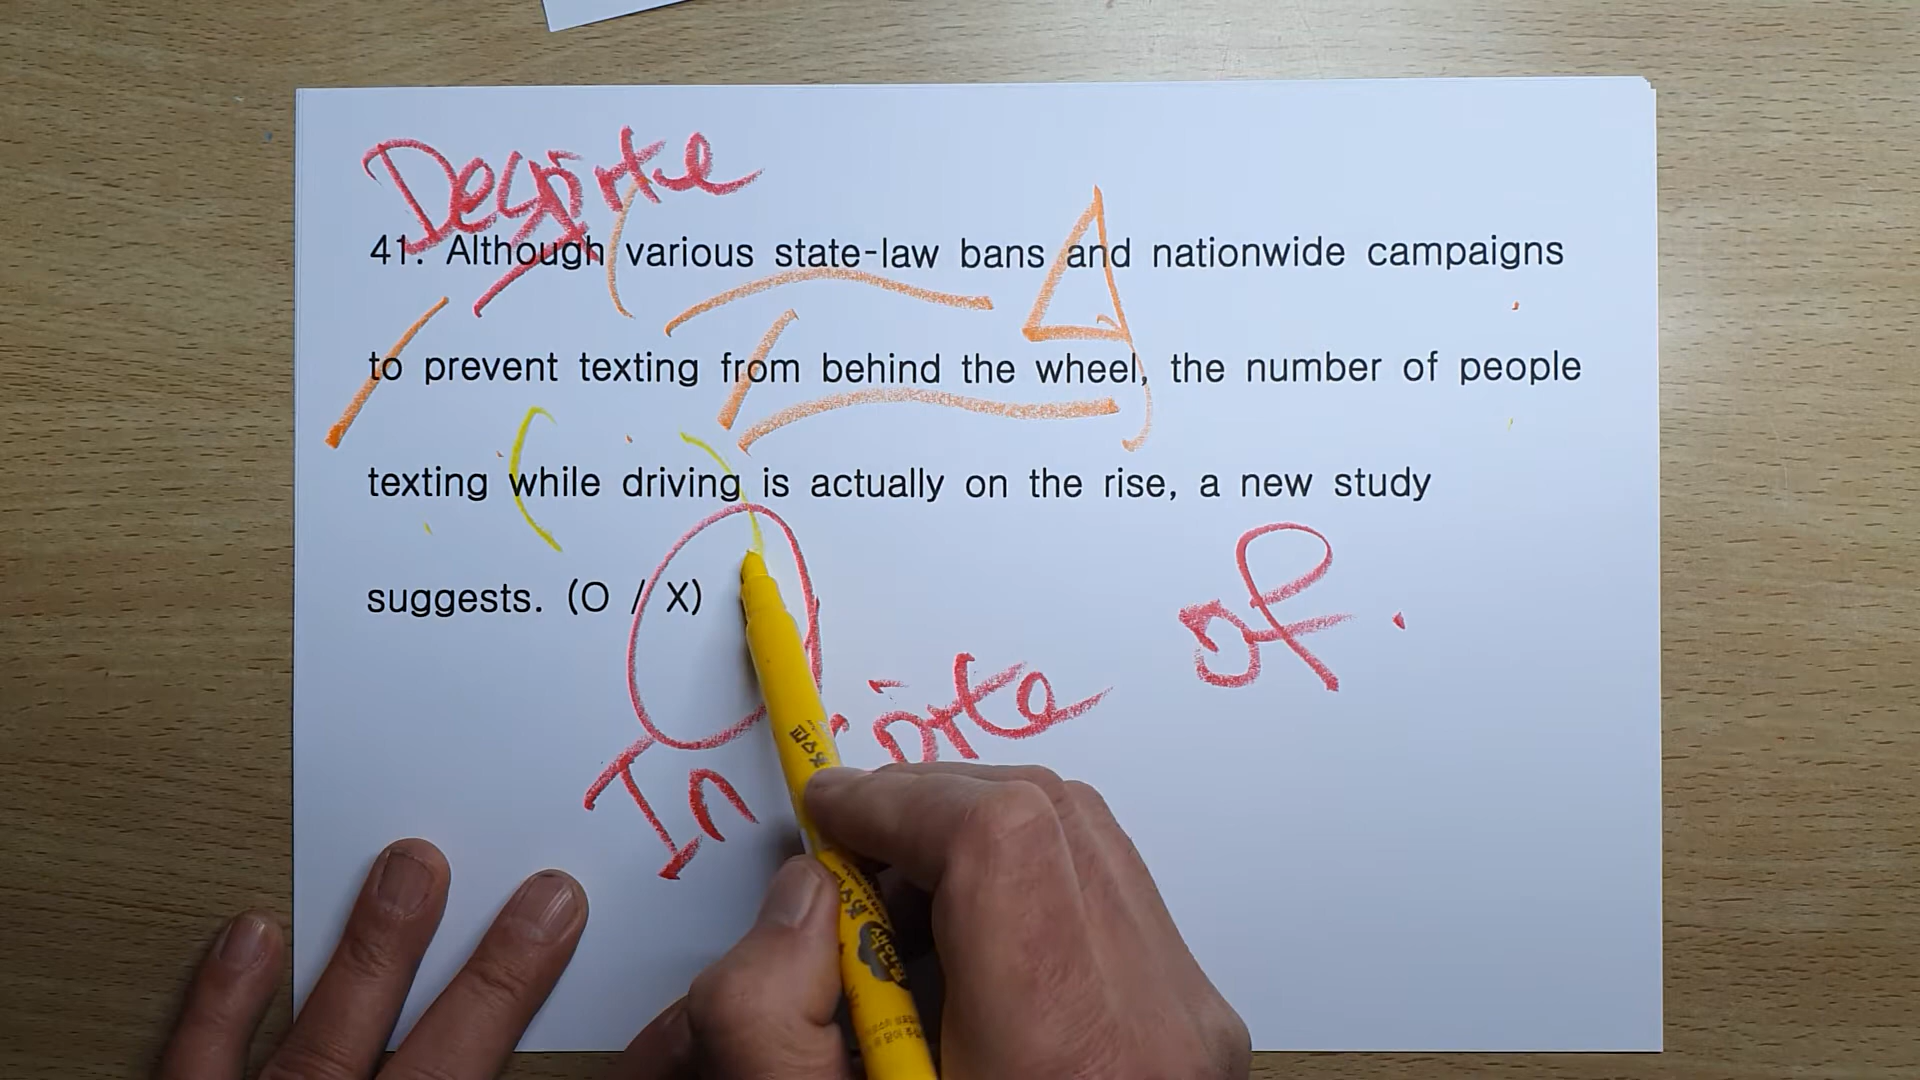 Despite
41. Although various state-law bans and nationwide campaigns
to prevent texting from behind the wheel, the number of people
texting while driving is actually on the rise, a new study
suggests. (O / X)
In spite of.